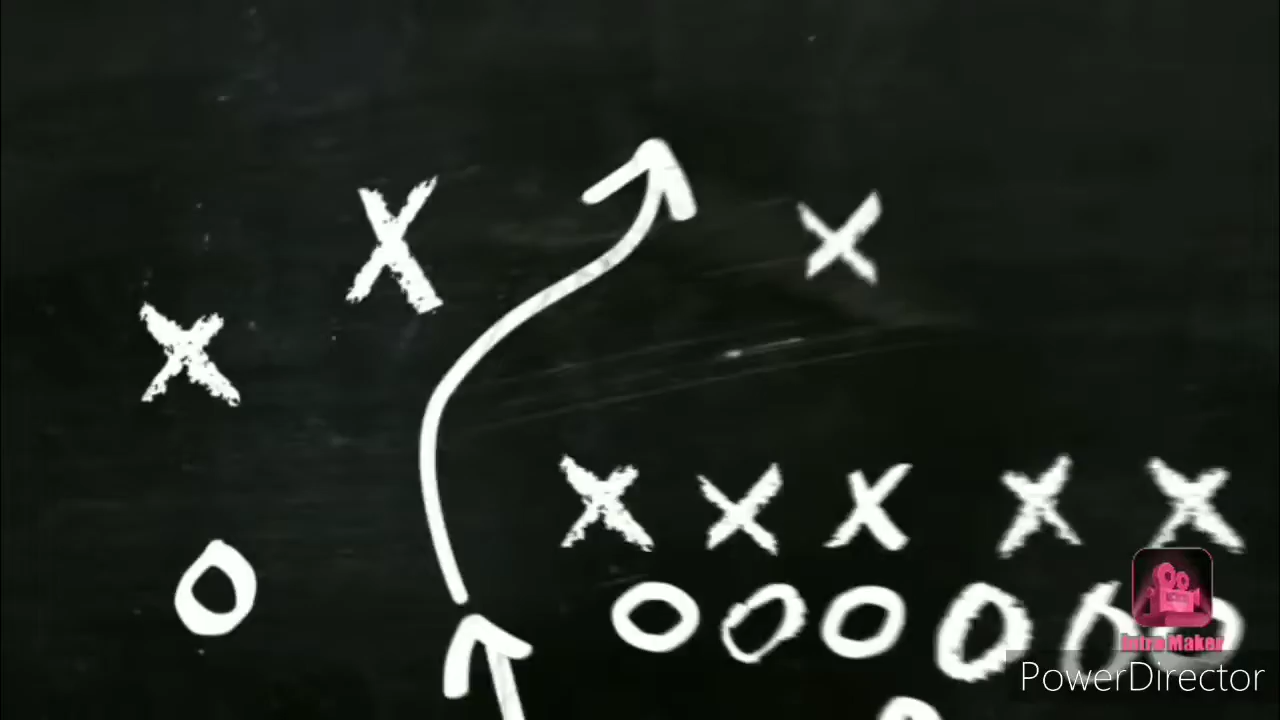 X
X
X
X X X X X
O
O O O O O O
Intro Maker
PowerDirector